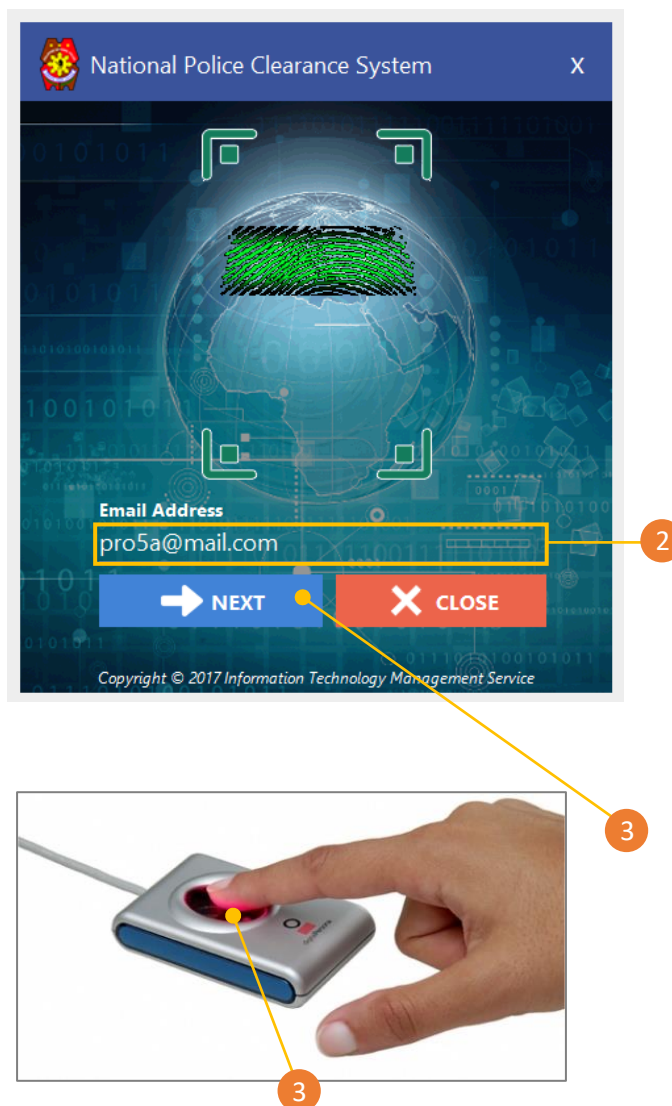 National Police Clearance System
X
Email Address
pro5a@mail.com
2
NEXT
CLOSE
Copyright © 2017 Information Technology Management Service
3
3